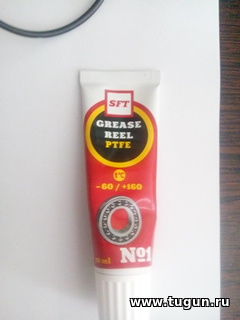 SFT
GREASE
REEL
PTFE
t°C
-60/+160
№1
www.tugun.ru